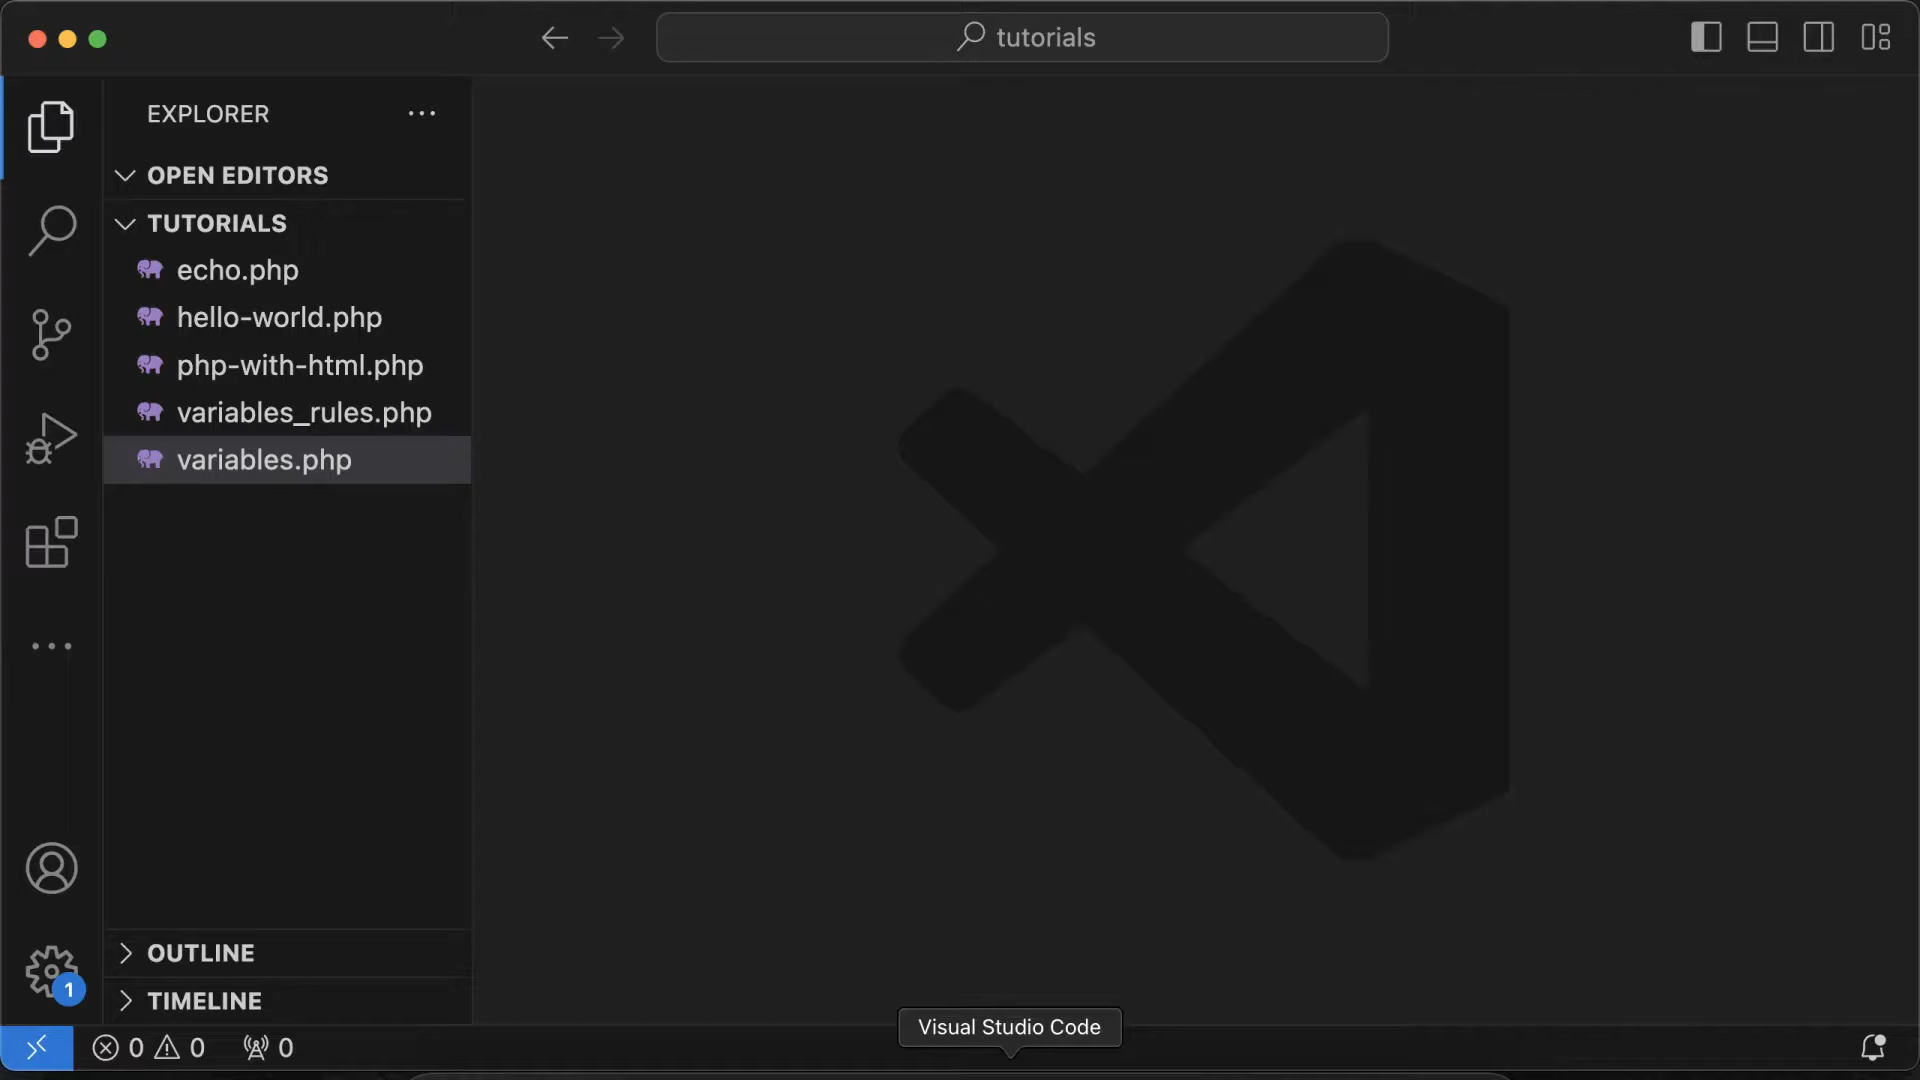 tutorials
EXPLORER
OPEN EDITORS
TUTORIALS
echo.php
hello-world.php
php-with-html.php
variables_rules.php
variables.php
OUTLINE
1
TIMELINE
Visual Studio Code
0 0 0